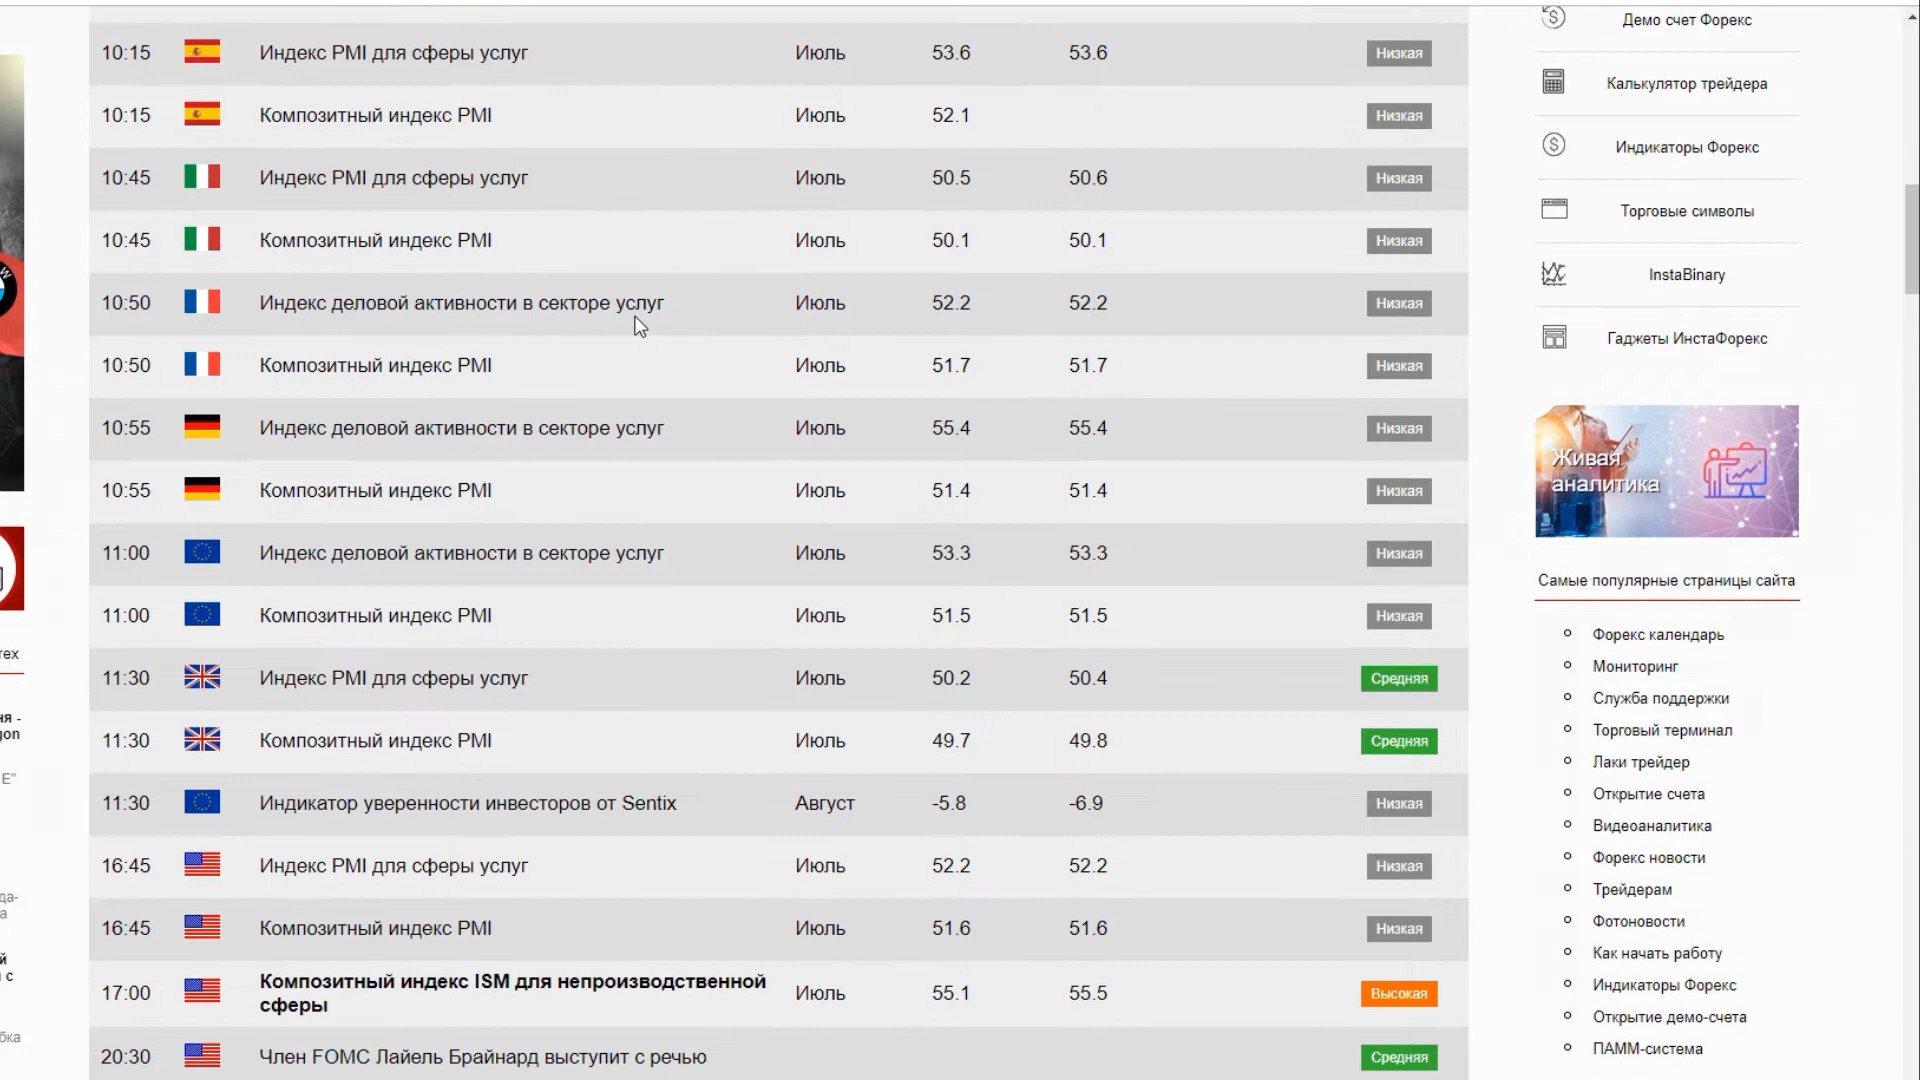 10:15 Индекс PMI для сферы услуг Июль 53.6 53.6 Низкая
10:15 Композитный индекс PMI Июль 52.1 Низкая
10:45 Индекс PMI для сферы услуг Июль 50.5 50.6 Низкая
10:45 Композитный индекс PMI Июль 50.1 50.1 Низкая
10:50 Индекс деловой активности в секторе услуг Июль 52.2 52.2 Низкая
10:50 Композитный индекс PMI Июль 51.7 51.7 Низкая
10:55 Индекс деловой активности в секторе услуг Июль 55.4 55.4 Низкая
10:55 Композитный индекс PMI Июль 51.4 51.4 Низкая
11:00 Индекс деловой активности в секторе услуг Июль 53.3 53.3 Низкая
11:00 Композитный индекс PMI Июль 51.5 51.5 Низкая
11:30 Индекс PMI для сферы услуг Июль 50.2 50.4 Средняя
11:30 Композитный индекс PMI Июль 49.7 49.8 Средняя
11:30 Индикатор уверенности инвесторов от Sentix Август -5.8 -6.9 Низкая
16:45 Индекс PMI для сферы услуг Июль 52.2 52.2 Низкая
16:45 Композитный индекс PMI Июль 51.6 51.6 Низкая
17:00 Композитный индекс ISM для непроизводственной
сферы Июль 55.1 55.5 Высокая
20:30 Член FOMC Лайель Брайнард выступит с речью Средняя
Демо счет Форекс
Калькулятор трейдера
Индикаторы Форекс
Торговые символы
InstaBinary
Гаджеты ИнстаФорекс
Живая
аналитика
Самые популярные страницы сайта
Форекс календарь
Мониторинг
Служба поддержки
Торговый терминал
Лаки трейдер
Открытие счета
Видеоаналитика
Форекс новости
Трейдерам
Фотоновости
Как начать работу
Индикаторы Форекс
Открытие демо-счета
ПАММ-система